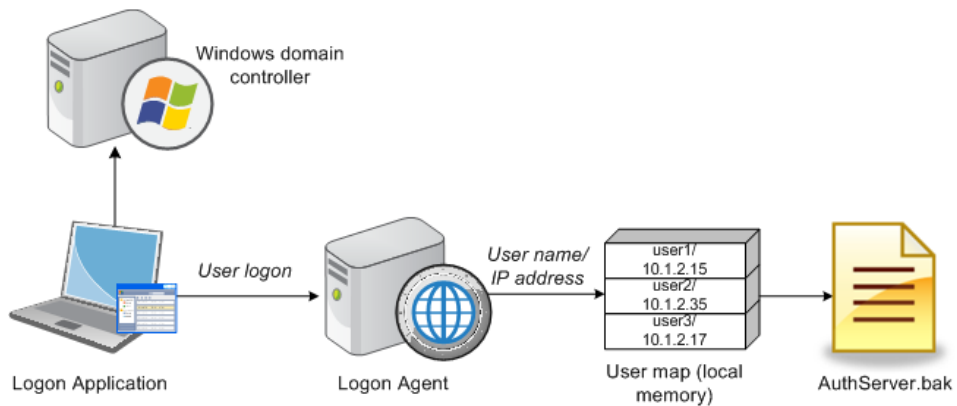 Windows domain
controller
User logon
User name/
IP address
user1/
10.1.2.15
user2/
10.1.2.35
user3/
10.1.2.17
Logon Application
Logon Agent
User map (local
memory)
AuthServer.bak